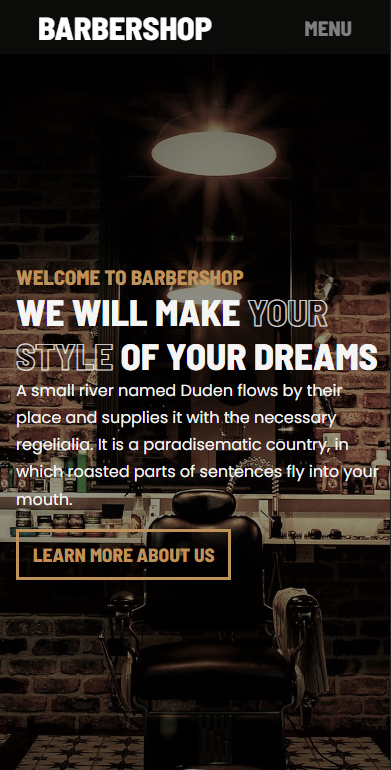 BARBERSHOP
MENU
WELCOME TO BARBERSHOP
WE WILL MAKE YOUR
STYLE OF YOUR DREAMS
A small river named Duden flows by their
place and supplies it with the necessary
regelialia. It is a paradisematic country, in
which roasted parts of sentences fly into your
mouth.
LEARN MORE ABOUT US